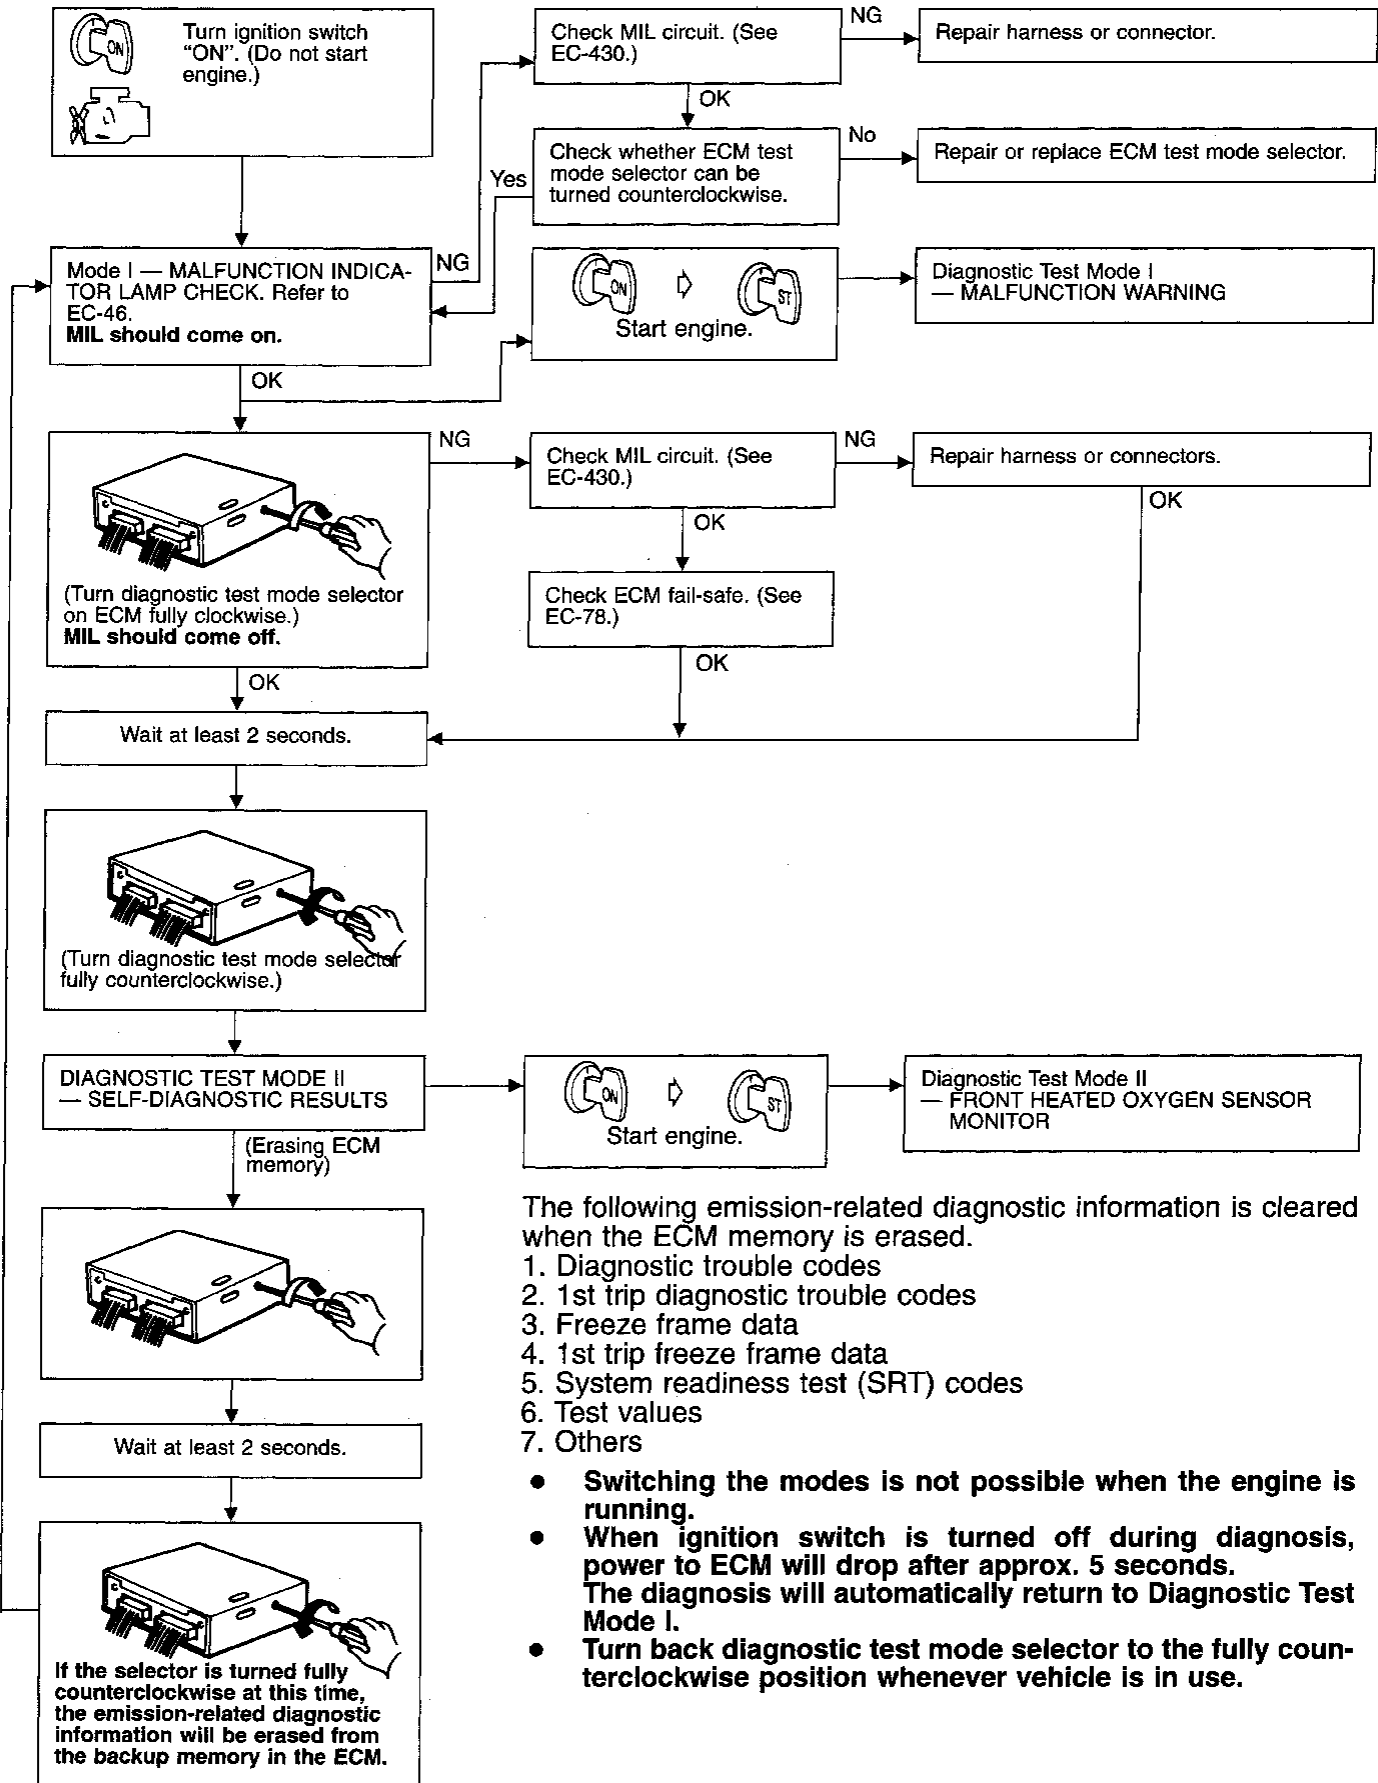 ON
Turn ignition switch
“ON”. (Do not start
engine.)
Check MIL circuit. (See
EC-430.)
NG
Repair harness or connector.
OK
Check whether ECM test
mode selector can be
turned counterclockwise.
No
Repair or replace ECM test mode selector.
Yes
Mode I — MALFUNCTION INDICA-
TOR LAMP CHECK. Refer to
EC-46.
MIL should come on.
NG
ON
ST
Start engine.
Diagnostic Test Mode I
— MALFUNCTION WARNING
OK
NG
Check MIL circuit. (See
EC-430.)
NG
Repair harness or connectors.
OK
OK
(Turn diagnostic test mode selector
on ECM fully clockwise.)
MIL should come off.
Check ECM fail-safe. (See
EC-78.)
OK
OK
Wait at least 2 seconds.
(Turn diagnostic test mode selector
fully counterclockwise.)
DIAGNOSTIC TEST MODE II
— SELF-DIAGNOSTIC RESULTS
ON
ST
Start engine.
Diagnostic Test Mode II
— FRONT HEATED OXYGEN SENSOR
MONITOR
(Erasing ECM
memory)
The following emission-related diagnostic information is cleared
when the ECM memory is erased.
1. Diagnostic trouble codes
2. 1st trip diagnostic trouble codes
3. Freeze frame data
4. 1st trip freeze frame data
5. System readiness test (SRT) codes
6. Test values
7. Others
Wait at least 2 seconds.
● Switching the modes is not possible when the engine is
running.
● When ignition switch is turned off during diagnosis,
power to ECM will drop after approx. 5 seconds.
The diagnosis will automatically return to Diagnostic Test
Mode I.
● Turn back diagnostic test mode selector to the fully coun-
terclockwise position whenever vehicle is in use.
If the selector is turned fully
counterclockwise at this time,
the emission-related diagnostic
information will be erased from
the backup memory in the ECM.